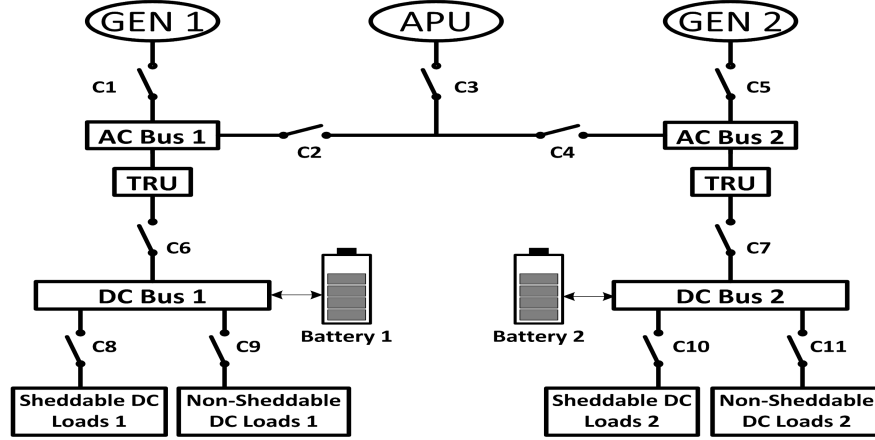 GEN 1
APU
GEN 2
C1
C3
C5
AC Bus 1
C2
C4
AC Bus 2
TRU
TRU
C6
C7
DC Bus 1
Battery 1
Battery 2
DC Bus 2
C8
C9
C10
C11
Sheddable DC
Loads 1
Non-Sheddable
DC Loads 1
Sheddable DC
Loads 2
Non-Sheddable
DC Loads 2